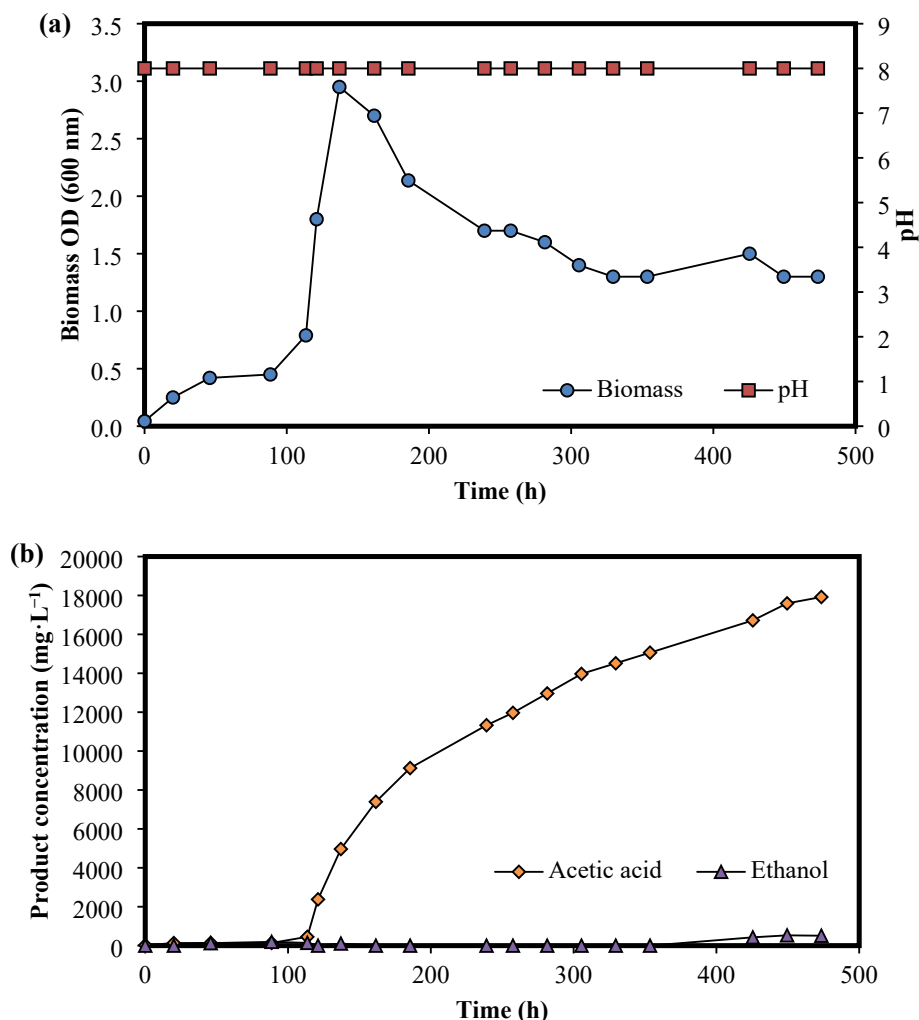 (a)
3.5
3.0
2.5
2.0
1.5
1.0
0.5
0.0
Biomass OD (600 nm)
9
8
7
6
5
4
3
2
1
0
pH
Biomass pH
0 100 200 300 400 500
Time (h)
(b)
20000
18000
16000
14000
12000
10000
8000
6000
4000
2000
0
Product concentration (mg·L⁻¹)
Acetic acid Ethanol
0 100 200 300 400 500
Time (h)